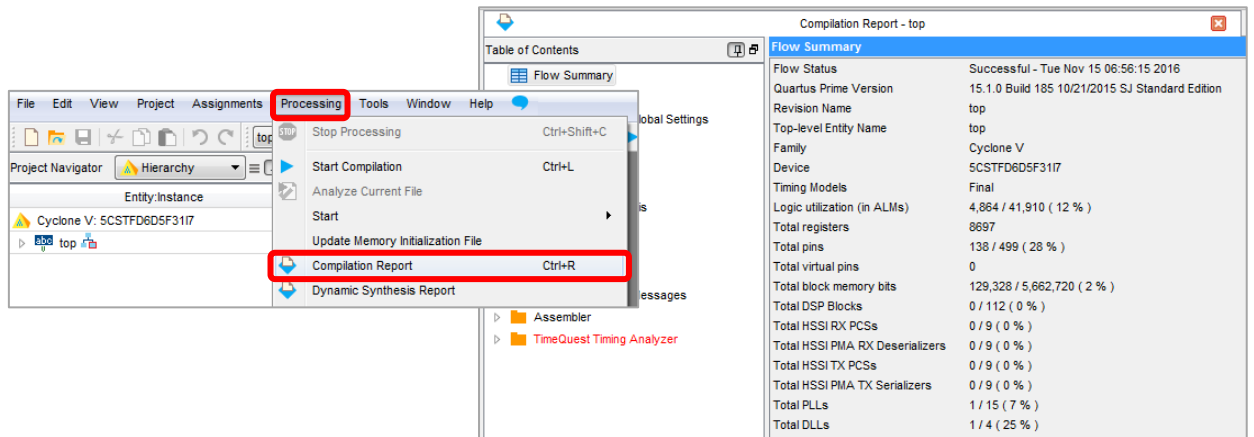 Compilation Report - top
Table of Contents
Flow Summary
lobal Settings
is
essages
Assembler
TimeQuest Timing Analyzer
Flow Summary
Flow Status Successful - Tue Nov 15 06:56:15 2016
Quartus Prime Version 15.1.0 Build 185 10/21/2015 SJ Standard Edition
Revision Name top
Top-level Entity Name top
Family Cyclone V
Device 5CSTFD6D5F31I7
Timing Models Final
Logic utilization (in ALMs) 4,864 / 41,910 ( 12 % )
Total registers 8697
Total pins 138 / 499 ( 28 % )
Total virtual pins 0
Total block memory bits 129,328 / 5,662,720 ( 2 % )
Total DSP Blocks 0 / 112 ( 0 % )
Total HSSI RX PCSs 0 / 9 ( 0 % )
Total HSSI PMA RX Deserializers 0 / 9 ( 0 % )
Total HSSI TX PCSs 0 / 9 ( 0 % )
Total HSSI PMA TX Serializers 0 / 9 ( 0 % )
Total PLLs 1 / 15 ( 7 % )
Total DLLs 1 / 4 ( 25 % )
File Edit View Project Assignments Processing Tools Window Help
top
Project Navigator Hierarchy
Entity:Instance
Cyclone V: 5CSTFD6D5F31I7
abc top
STOP Stop Processing Ctrl+Shift+C
Start Compilation Ctrl+L
Analyze Current File
Start
Update Memory Initialization File
Compilation Report Ctrl+R
Dynamic Synthesis Report